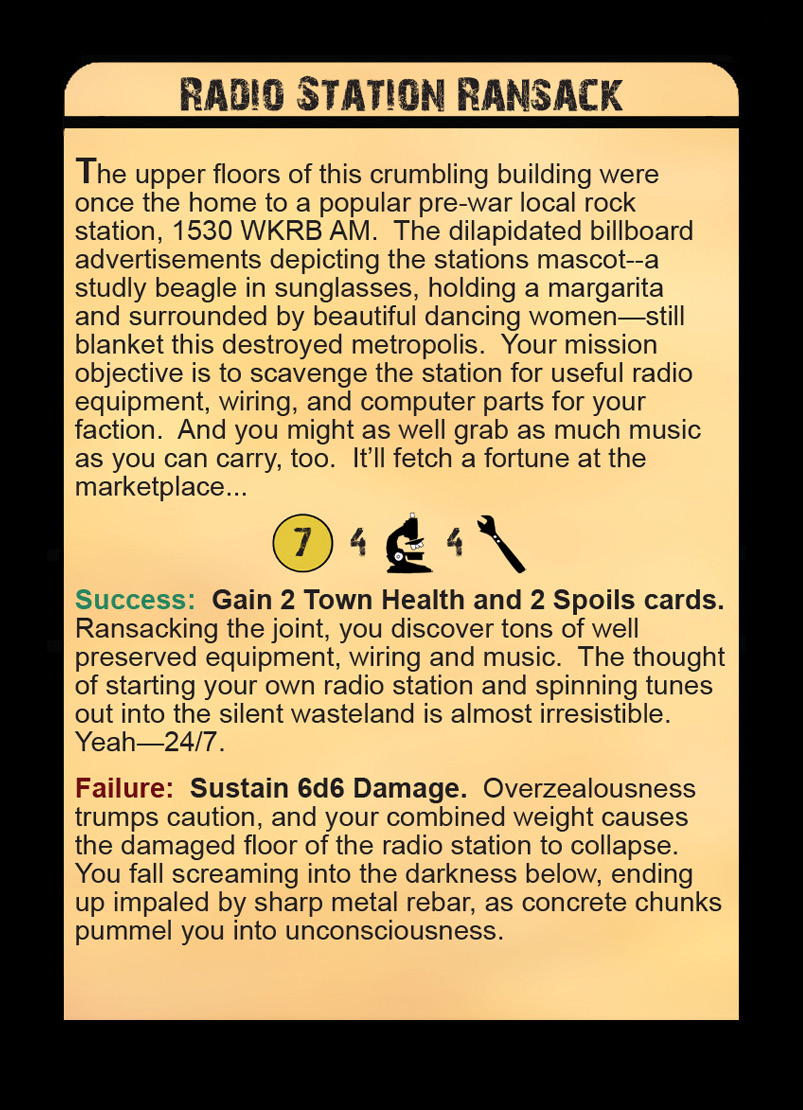 Radio Station Ransack
The upper floors of this crumbling building were
once the home to a popular pre-war local rock
station, 1530 WKRB AM.  The dilapidated billboard
advertisements depicting the stations mascot--a
studly beagle in sunglasses, holding a margarita
and surrounded by beautiful dancing women—still
blanket this destroyed metropolis.  Your mission
objective is to scavenge the station for useful radio
equipment, wiring, and computer parts for your
faction.  And you might as well grab as much music
as you can carry, too.  It’ll fetch a fortune at the
marketplace...
7 4 4
Success:  Gain 2 Town Health and 2 Spoils cards.
Ransacking the joint, you discover tons of well
preserved equipment, wiring and music.  The thought
of starting your own radio station and spinning tunes
out into the silent wasteland is almost irresistible.
Yeah—24/7.
Failure:  Sustain 6d6 Damage.  Overzealousness
trumps caution, and your combined weight causes
the damaged floor of the radio station to collapse.
You fall screaming into the darkness below, ending
up impaled by sharp metal rebar, as concrete chunks
pummel you into unconsciousness.